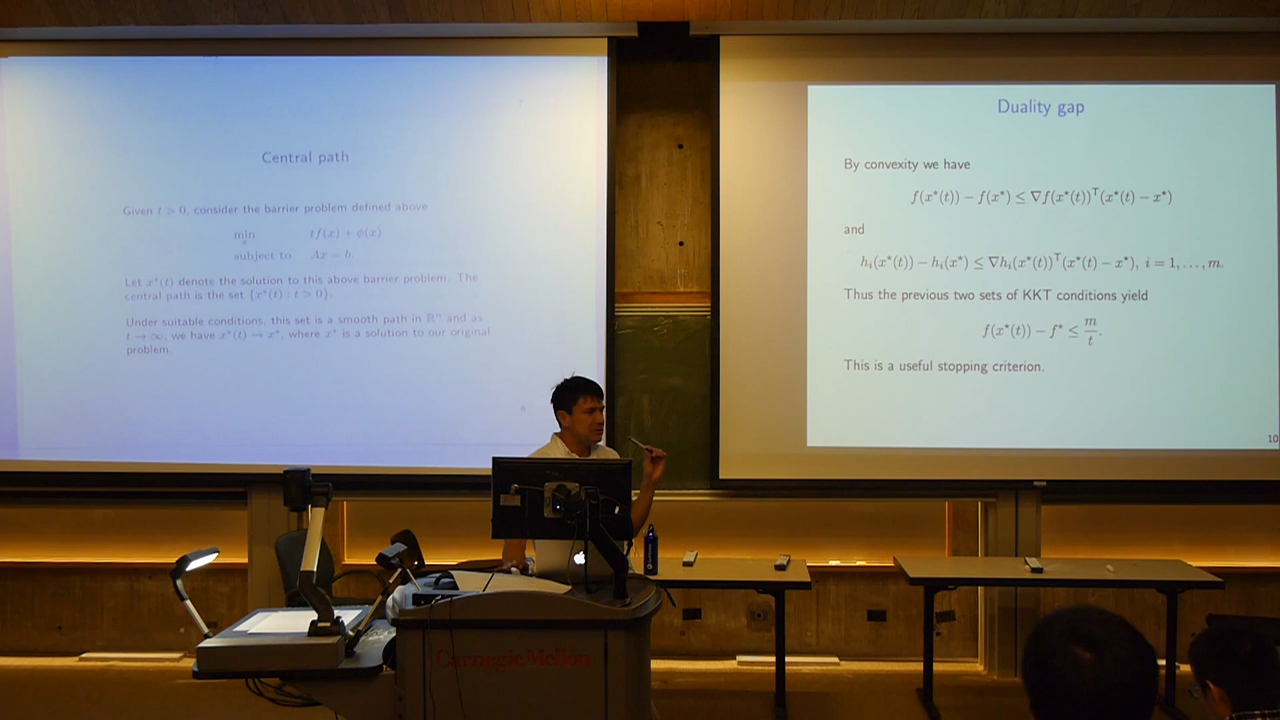 Central path
Given t > 0, consider the barrier problem defined above
min tf(x) + ϕ(x)
x
subject to Ax = b.
Let x*(t) denote the solution to this above barrier problem. The
central path is the set {x*(t) : t > 0}.
Under suitable conditions, this set is a smooth path in ℝⁿ and as
t → ∞, we have x*(t) → x*, where x* is a solution to our original
problem.
Duality gap
By convexity we have
f(x*(t)) − f(x*) ≤ ∇f(x*(t))ᵀ(x*(t) − x*)
and
hᵢ(x*(t)) − hᵢ(x*) ≤ ∇hᵢ(x*(t))ᵀ(x*(t) − x*), i = 1, . . . , m.
Thus the previous two sets of KKT conditions yield
f(x*(t)) − f* ≤ m/t.
This is a useful stopping criterion.
10
Carnegie Mellon